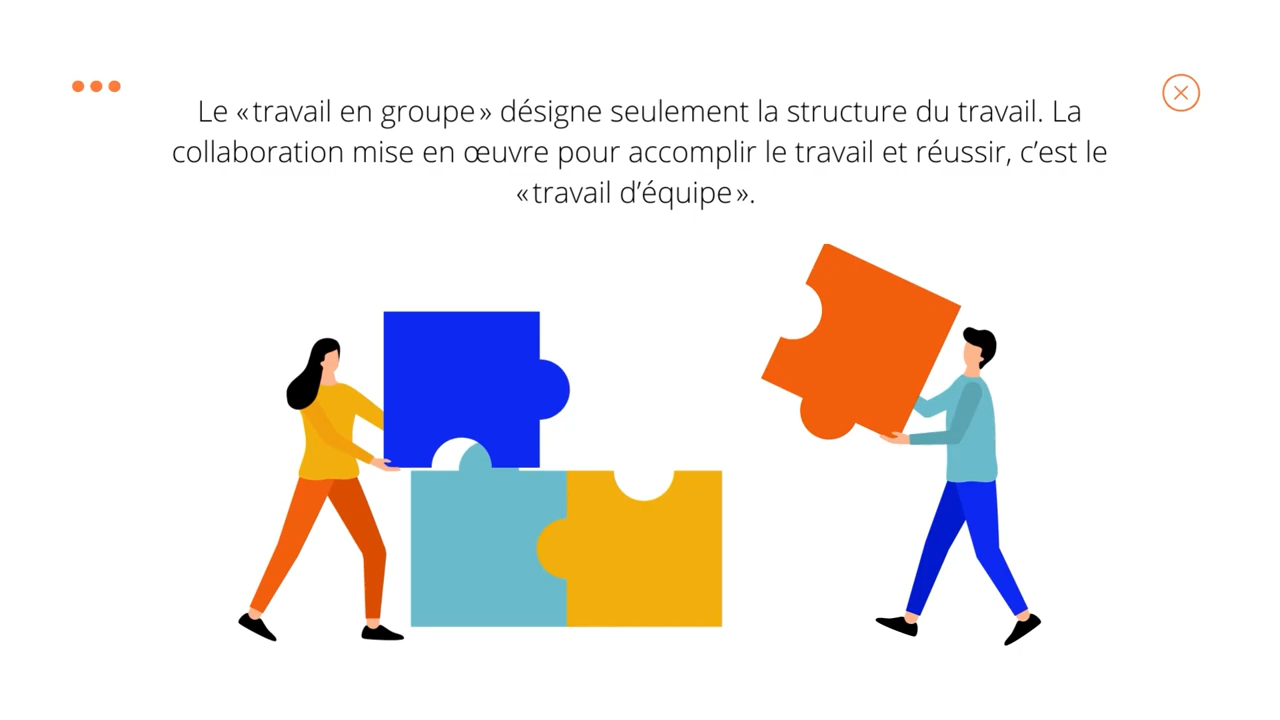 Le « travail en groupe » désigne seulement la structure du travail. La
collaboration mise en œuvre pour accomplir le travail et réussir, c’est le
« travail d’équipe ».